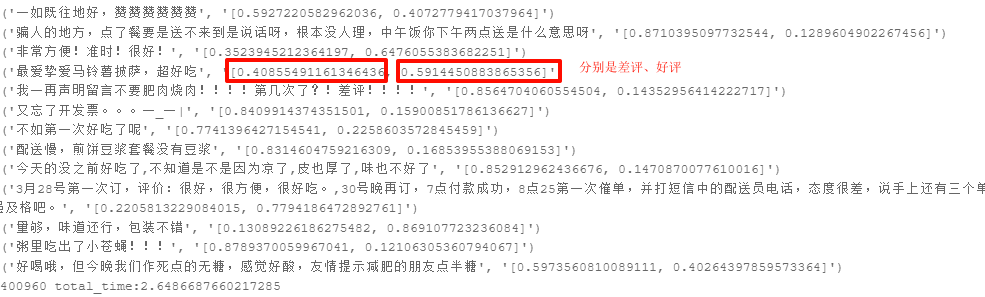 ('一如既往地好，赞赞赞赞赞赞', '[0.5927220582962036, 0.4072779417037964]')
('骗人的地方，点了餐要是送不来到是说话呀，根本没人理，中午饭你下午两点送是什么意思呀', '[0.8710395097732544, 0.1289604902267456]')
('非常方便！准时！很好！', '[0.3523945212364197, 0.6476055383682251]')
('最爱挚爱马铃薯披萨，超好吃', '[0.40855491161346436, 0.5914450883865356]') 分别是差评、好评
('我一再声明留言不要肥肉烧肉！！！！第几次了？！差评！！！！', '[0.8564704060554504, 0.14352956414222717]')
('又忘了开发票。。。一_一|', '[0.8409914374351501, 0.1590085178613662​7]')
('不如第一次好吃了呢', '[0.7741396427154541, 0.2258603572845459]')
('配送慢，煎饼豆浆套餐没有豆浆', '[0.8314604759216309, 0.16853955388069153]')
('今天的没之前好吃了,不知道是不是因为凉了,皮也厚了,味也不好了', '[0.852912962436676, 0.1470870077610016]')
('3月28号第一次订，评价：很好，很方便，很好吃。,30号晚再订，7点付款成功，8点25第一次催单，并打短信中的配送员电话，态度很差，说手上还有三个单
及格吧。', '[0.2205813229084015, 0.7794186472892761]')
('量够，味道还行，包装不错', '[0.13089226186275482, 0.869107723236084]')
('粥里吃出了小苍蝇！！！', '[0.8789370059967041, 0.12106305360794067]')
('好喝哦，但今晚我们作死点的无糖，感觉好酸，友情提示减肥的朋友点半糖', '[0.5973560810089111, 0.40264397859573364]')
400960 total_time:2.6486687660217285